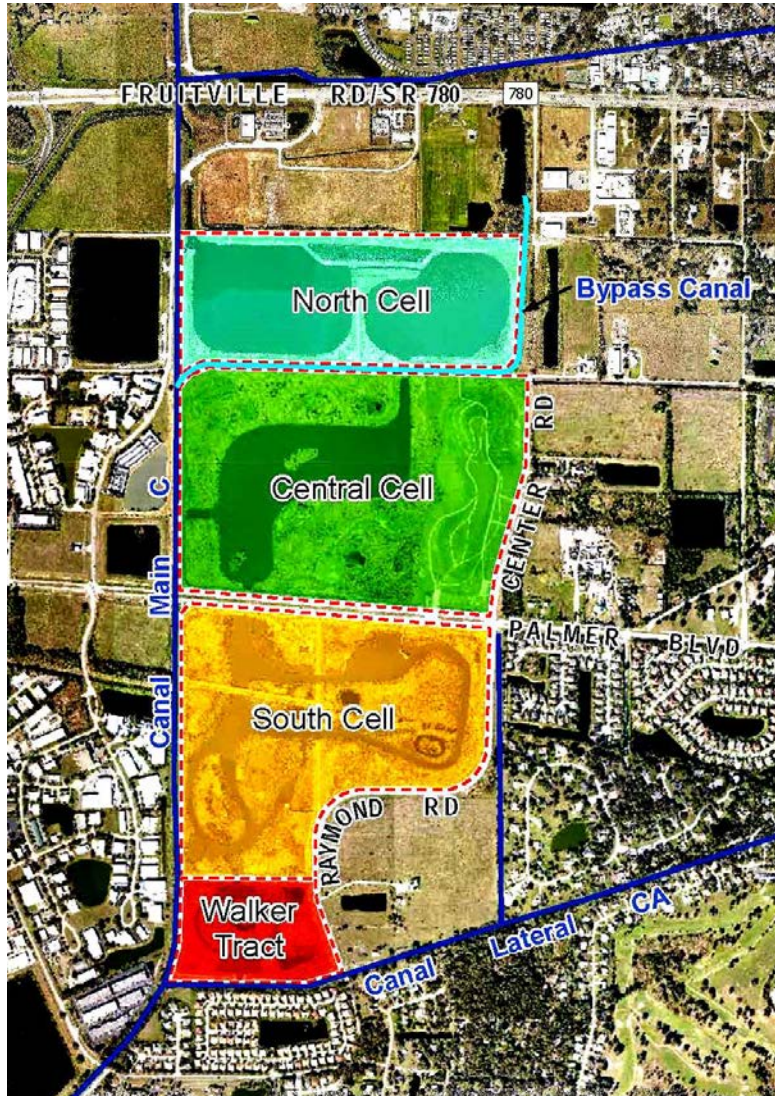 FRUITVILLE RD/SR 780
780
North Cell
Bypass Canal
Central Cell
CENTER RD
Canal Main C
PALMER BLVD
South Cell
RAYMOND RD
Walker
Tract
Canal Lateral CA